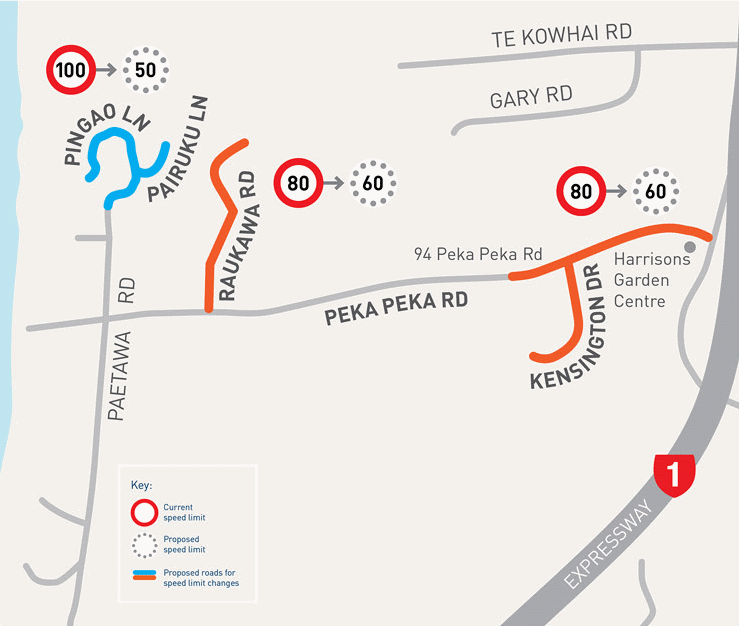 TE KOWHAI RD
100
50
GARY RD
PINGAO LN
PAIRUKU LN
80
60
RAUKAWA RD
80
60
94 Peka Peka Rd
Harrisons
Garden
Centre
PEKA PEKA RD
KENSINGTON DR
PAETAWA RD
1
EXPRESSWAY
Key:
Current
speed limit
Proposed
speed limit
Proposed roads for
speed limit changes